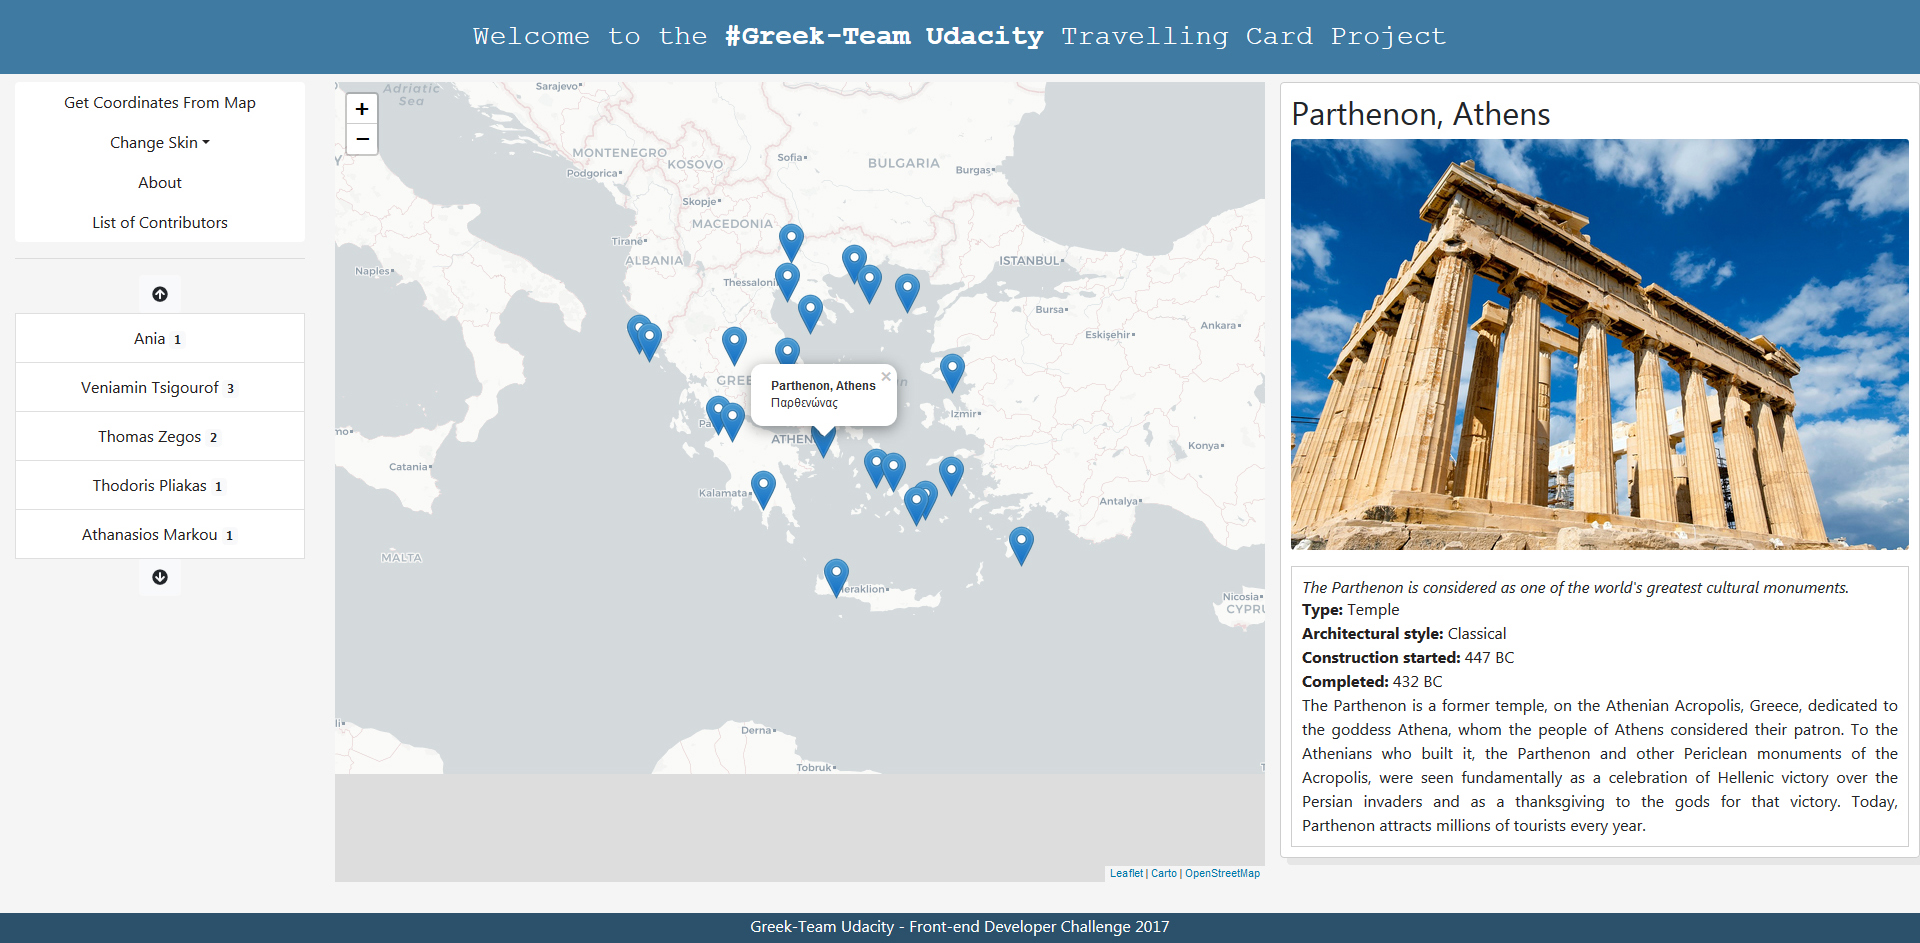 Welcome to the #Greek-Team Udacity Travelling Card Project
Get Coordinates From Map
Change Skin
About
List of Contributors
Ania 1
Veniamin Tsigourof 3
Thomas Zegos 2
Thodoris Pliakas 1
Athanasios Markou 1
+
−
Adriatic
Sea
Sarajevo
MONTENEGRO
KOSOVO
Podgorica
Sofia
BULGARIA
Burgas
Skopje
MACEDONIA
Tiranë
ALBANIA
ISTANBUL
Naples
Bursa
Ankara
Eskişehir
Parthenon, Athens
Παρθενώνας
×
Izmir
Konya
Catania
Kalamata
Antalya
MALTA
Nicosia
Derna
Tobruk
Leaflet | Carto | OpenStreetMap
Parthenon, Athens
The Parthenon is considered as one of the world's greatest cultural monuments.
Type: Temple
Architectural style: Classical
Construction started: 447 BC
Completed: 432 BC
The Parthenon is a former temple, on the Athenian Acropolis, Greece, dedicated to
the goddess Athena, whom the people of Athens considered their patron. To the
Athenians who built it, the Parthenon and other Periclean monuments of the
Acropolis, were seen fundamentally as a celebration of Hellenic victory over the
Persian invaders and as a thanksgiving to the gods for that victory. Today,
Parthenon attracts millions of tourists every year.
Greek-Team Udacity - Front-end Developer Challenge 2017